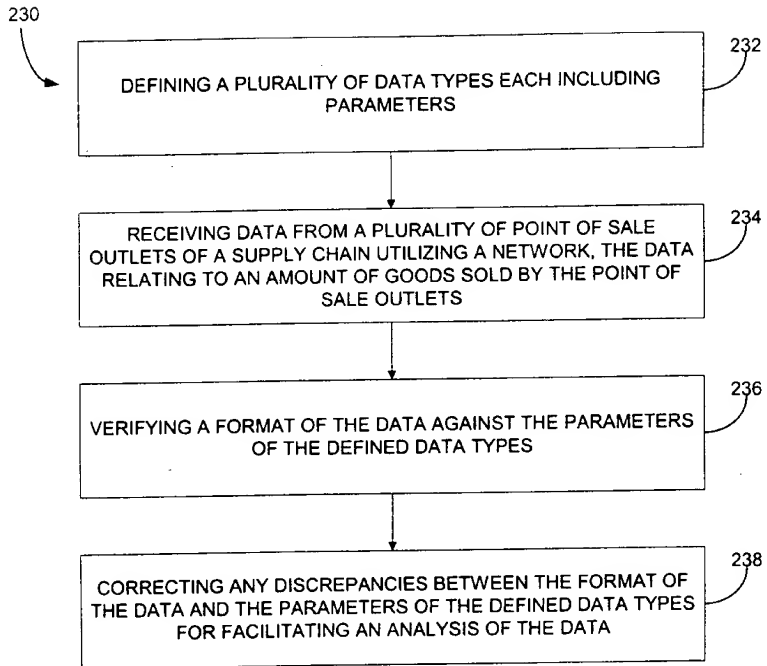 230
232
DEFINING A PLURALITY OF DATA TYPES EACH INCLUDING
PARAMETERS
234
RECEIVING DATA FROM A PLURALITY OF POINT OF SALE
OUTLETS OF A SUPPLY CHAIN UTILIZING A NETWORK, THE DATA
RELATING TO AN AMOUNT OF GOODS SOLD BY THE POINT OF
SALE OUTLETS
236
VERIFYING A FORMAT OF THE DATA AGAINST THE PARAMETERS
OF THE DEFINED DATA TYPES
238
CORRECTING ANY DISCREPANCIES BETWEEN THE FORMAT OF
THE DATA AND THE PARAMETERS OF THE DEFINED DATA TYPES
FOR FACILITATING AN ANALYSIS OF THE DATA